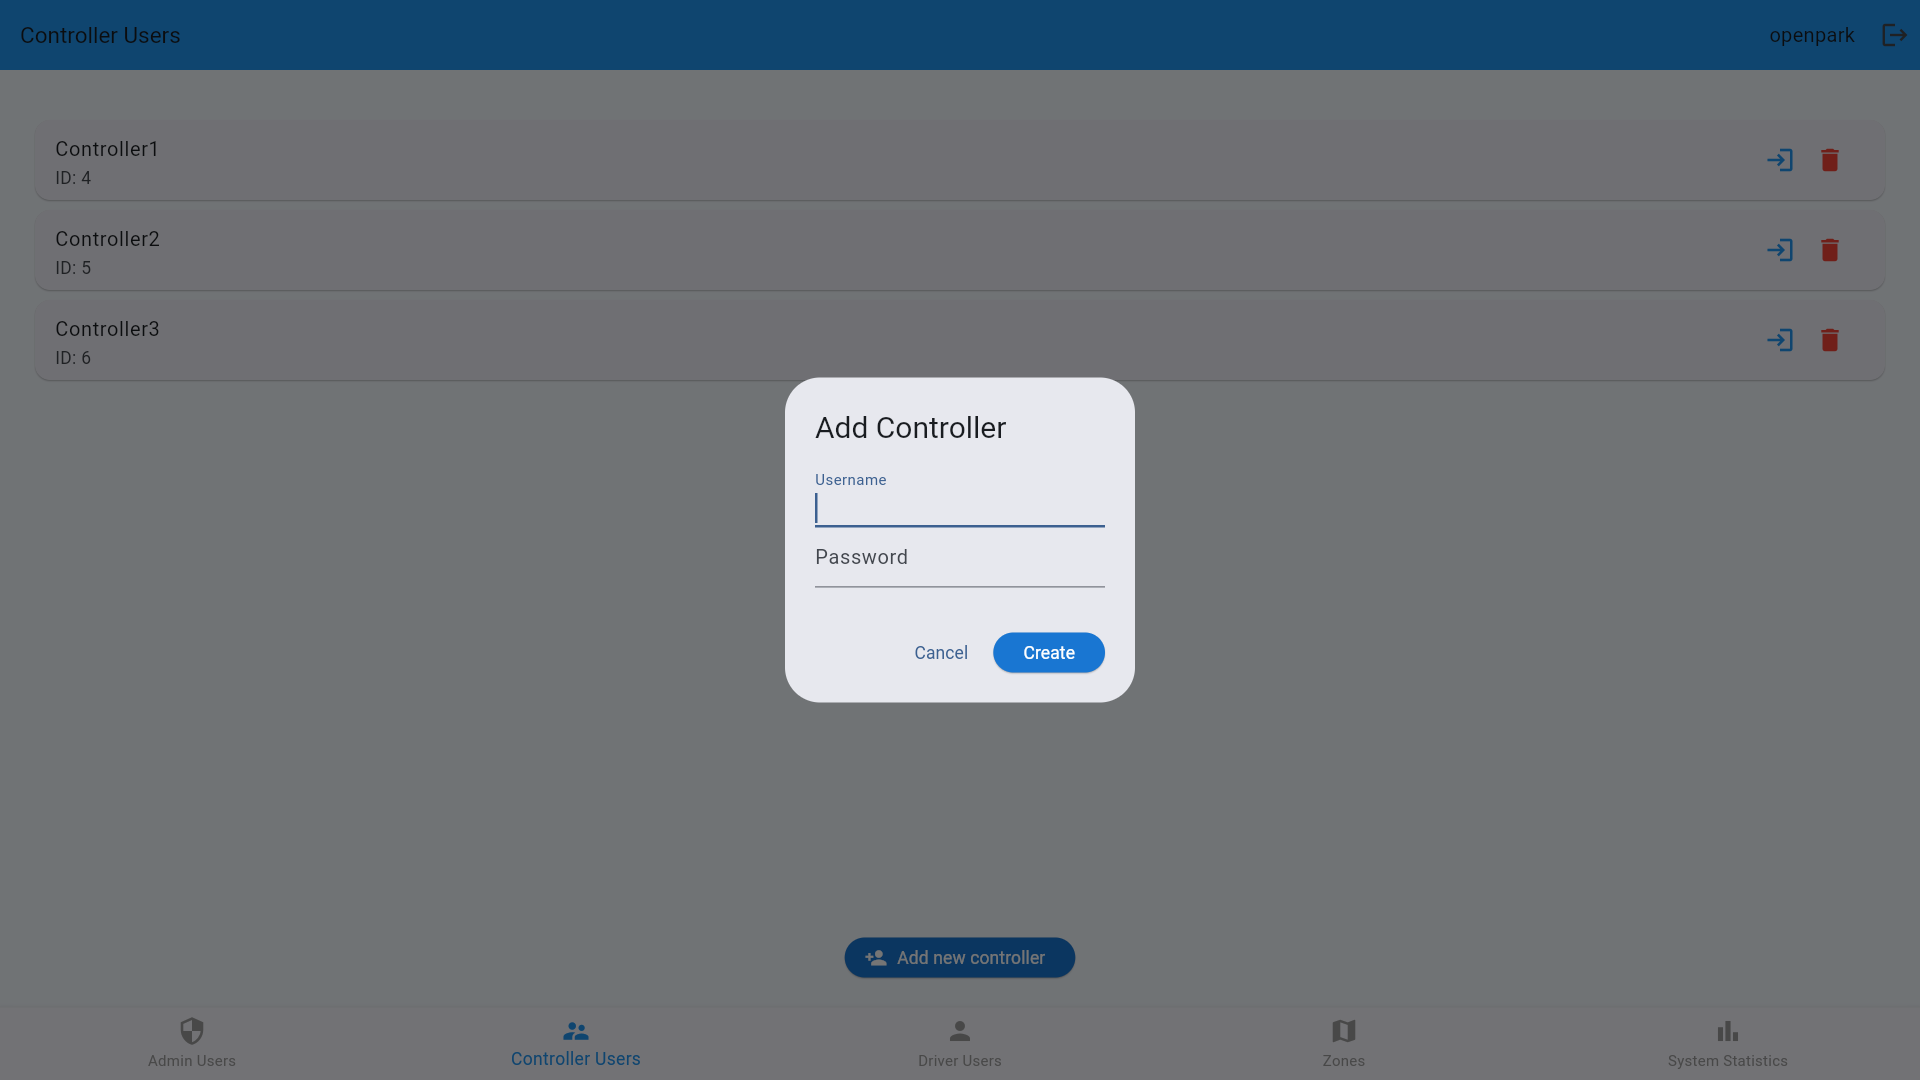 Controller Users
openpark
Controller1
ID: 4
Controller2
ID: 5
Controller3
ID: 6
Add Controller
Username
Password
Cancel
Create
Add new controller
Admin Users
Controller Users
Driver Users
Zones
System Statistics